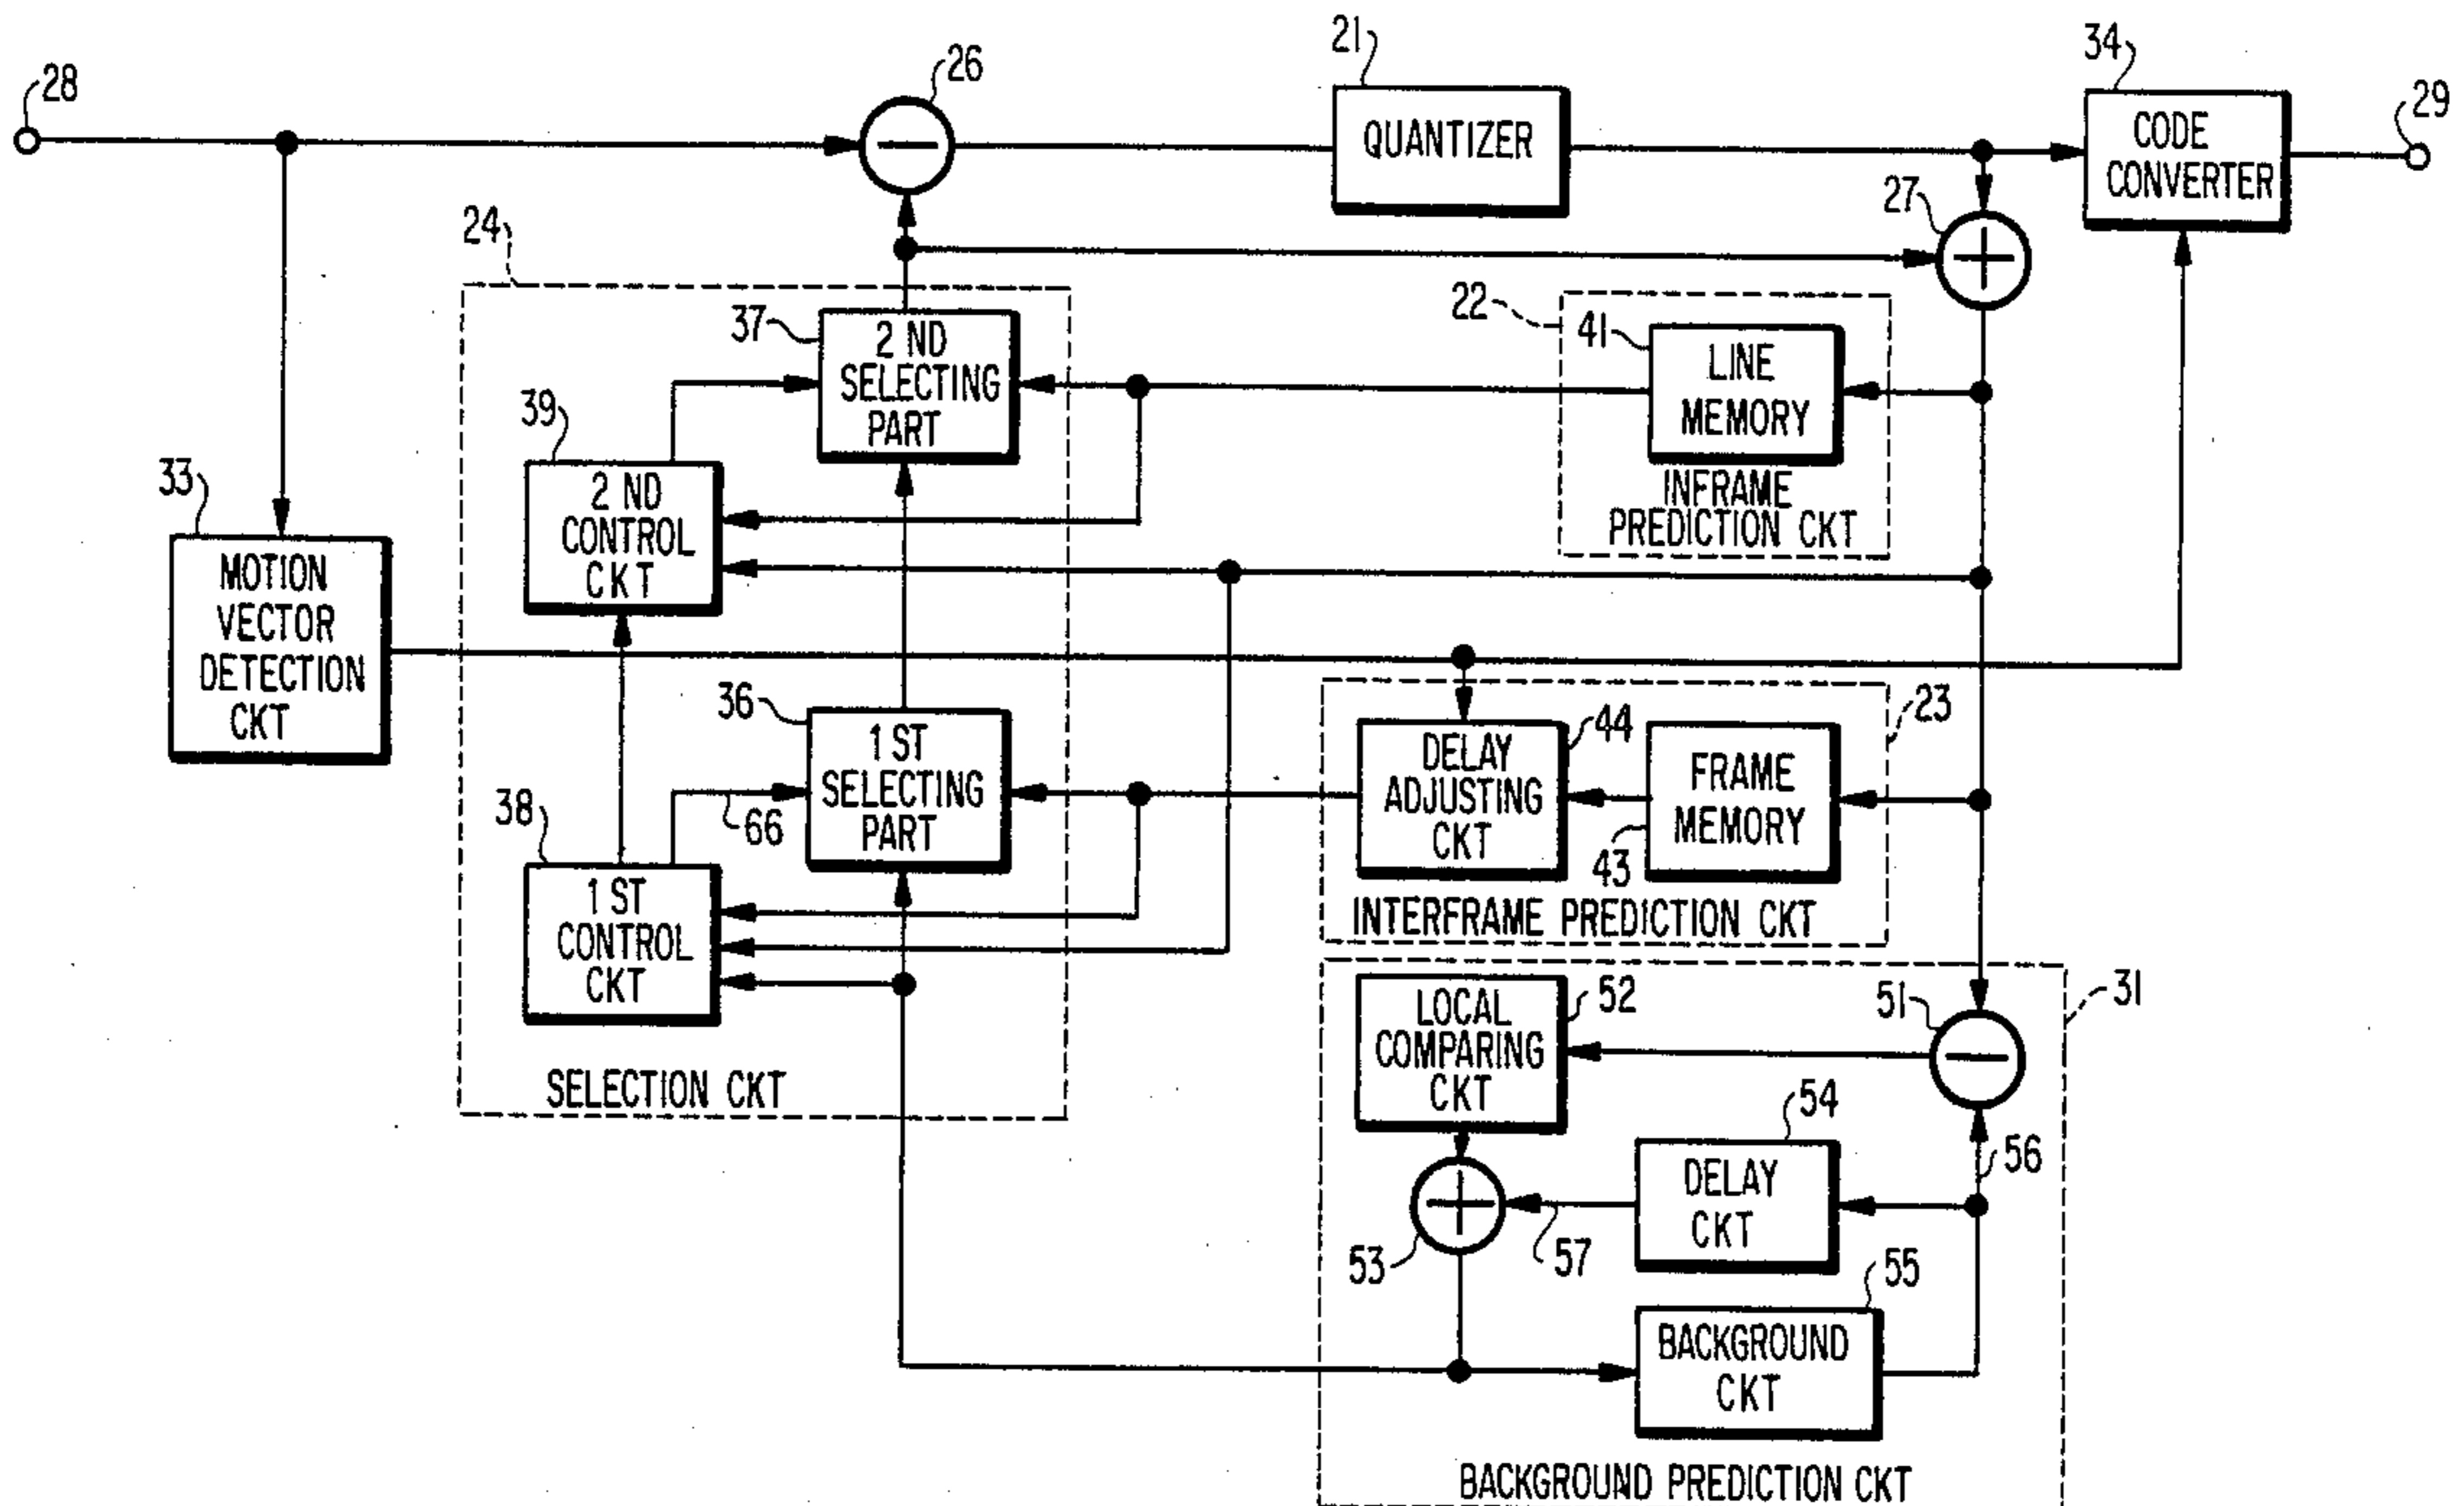 28
26
21
QUANTIZER
34
CODE
CONVERTER
29
27
24
37
2 ND
SELECTING
PART
22
41
LINE
MEMORY
INFRAME
PREDICTION CKT
39
2 ND
CONTROL
CKT
33
MOTION
VECTOR
DETECTION
CKT
36
1 ST
SELECTING
PART
66
38
1 ST
CONTROL
CKT
SELECTION CKT
44
DELAY
ADJUSTING
CKT
43
FRAME
MEMORY
23
INTERFRAME PREDICTION CKT
52
LOCAL
COMPARING
CKT
51
31
54
DELAY
CKT
56
53
57
55
BACKGROUND
CKT
BACKGROUND PREDICTION CKT